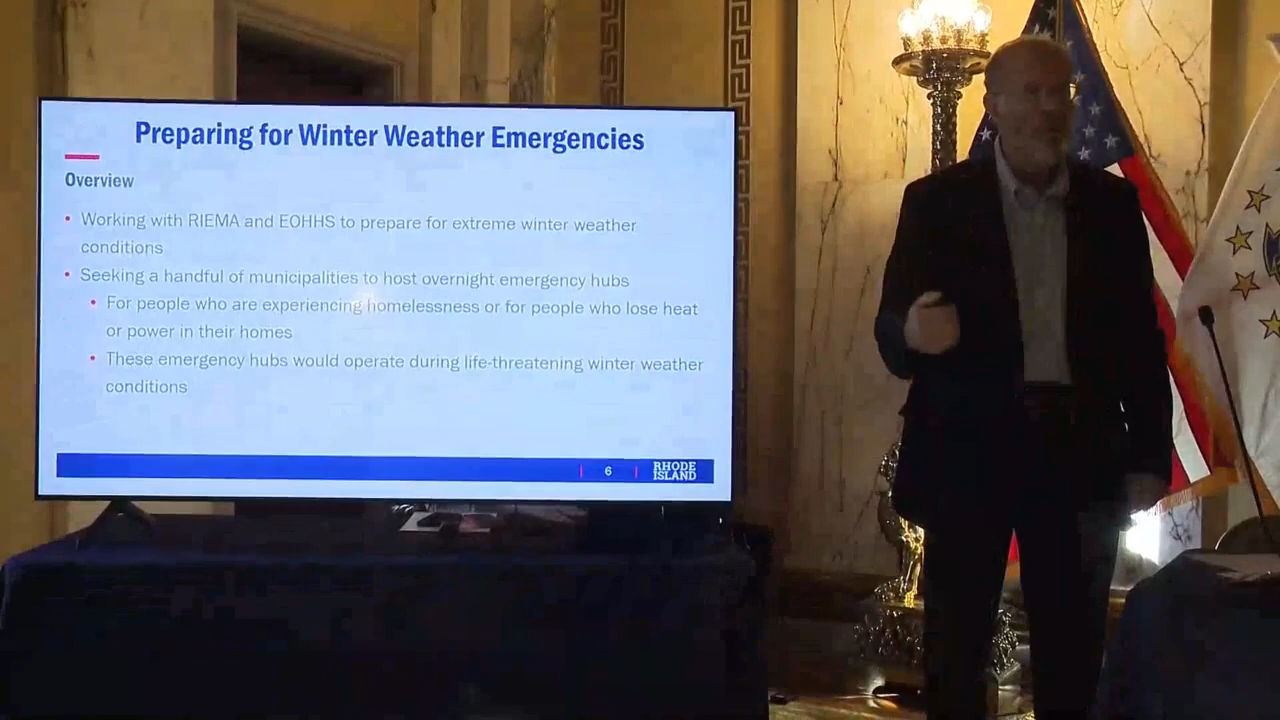 Preparing for Winter Weather Emergencies
Overview
• Working with RIEMA and EOHHS to prepare for extreme winter weather
conditions
• Seeking a handful of municipalities to host overnight emergency hubs
• For people who are experiencing homelessness or for people who lose heat
or power in their homes
• These emergency hubs would operate during life-threatening winter weather
conditions
6
RHODE
ISLAND